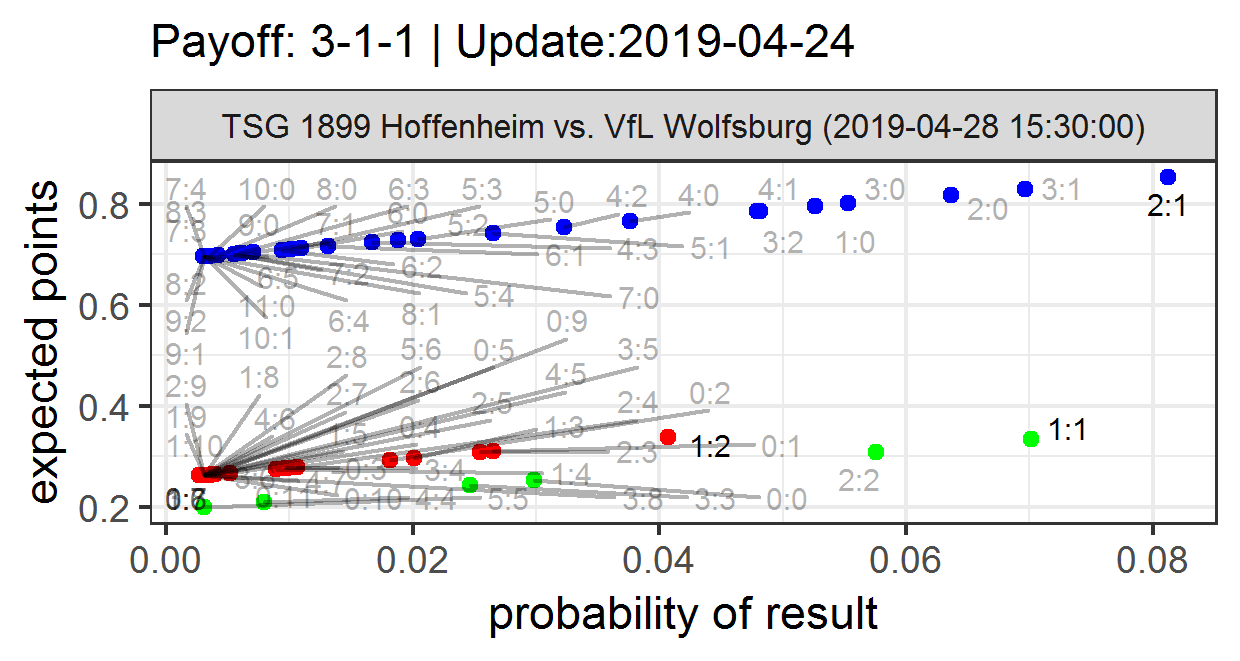 Payoff: 3-1-1 | Update:2019-04-24
TSG 1899 Hoffenheim vs. VfL Wolfsburg (2019-04-28 15:30:00)
expected points
0.8
0.6
0.4
0.2
7:4 10:0 8:0 6:3 5:3 5:0 4:2 4:0 4:1 3:0 3:1
8:3 7:1 6:0 2:0 2:1
7:3 9:0 5:2
6:1 4:3 5:1 3:2 1:0
8:2 6:5 7:2 6:2 5:4 7:0
9:2 11:0 6:4 8:1 0:9
9:1 10:1 2:8 5:6 0:5 3:5
2:9 1:8 2:7 2:6 4:5 0:2
1:9 4:6 2:5 2:4
1:10 1:5 0:4 1:3 2:3 1:2 0:1 1:1
0:3 3:4 1:4 2:2
4:7 0:10 4:4 5:5 3:8 3:3 0:0
0.00 0.02 0.04 0.06 0.08
probability of result